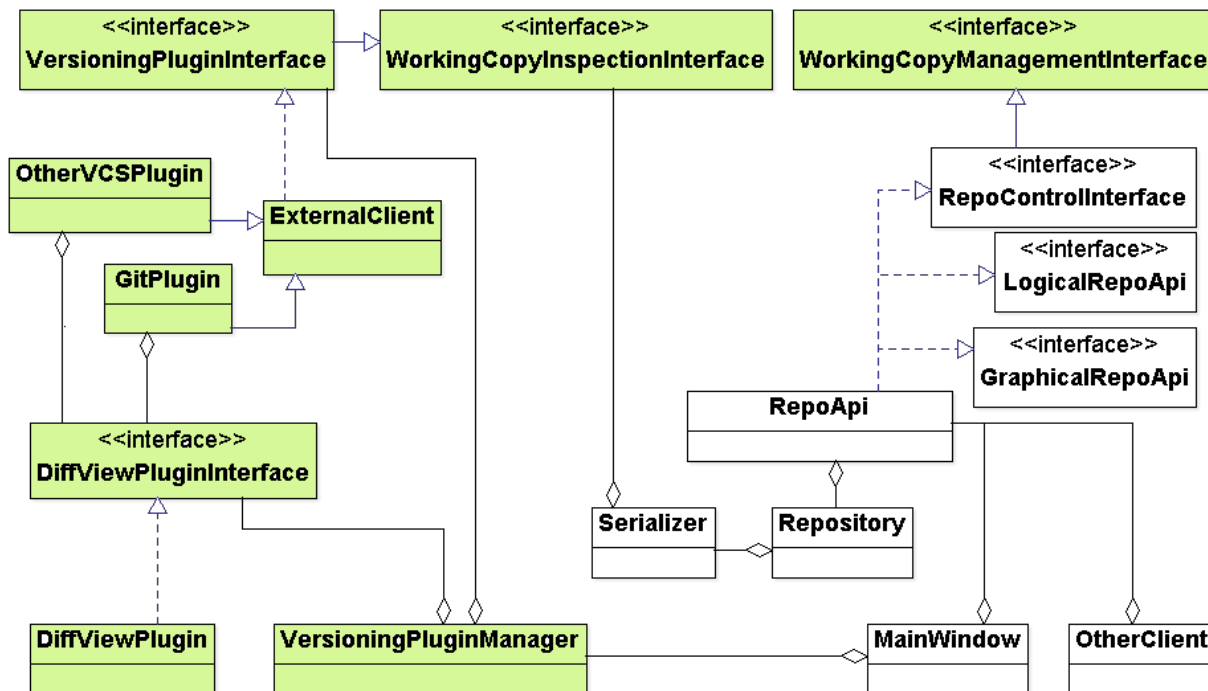 <<interface>>
VersioningPluginInterface
<<interface>>
WorkingCopyInspectionInterface
<<interface>>
WorkingCopyManagementInterface
OtherVCSPlugin
ExternalClient
<<interface>>
RepoControlInterface
GitPlugin
<<interface>>
LogicalRepoApi
<<interface>>
GraphicalRepoApi
RepoApi
<<interface>>
DiffViewPluginInterface
Serializer
Repository
DiffViewPlugin
VersioningPluginManager
MainWindow
OtherClient